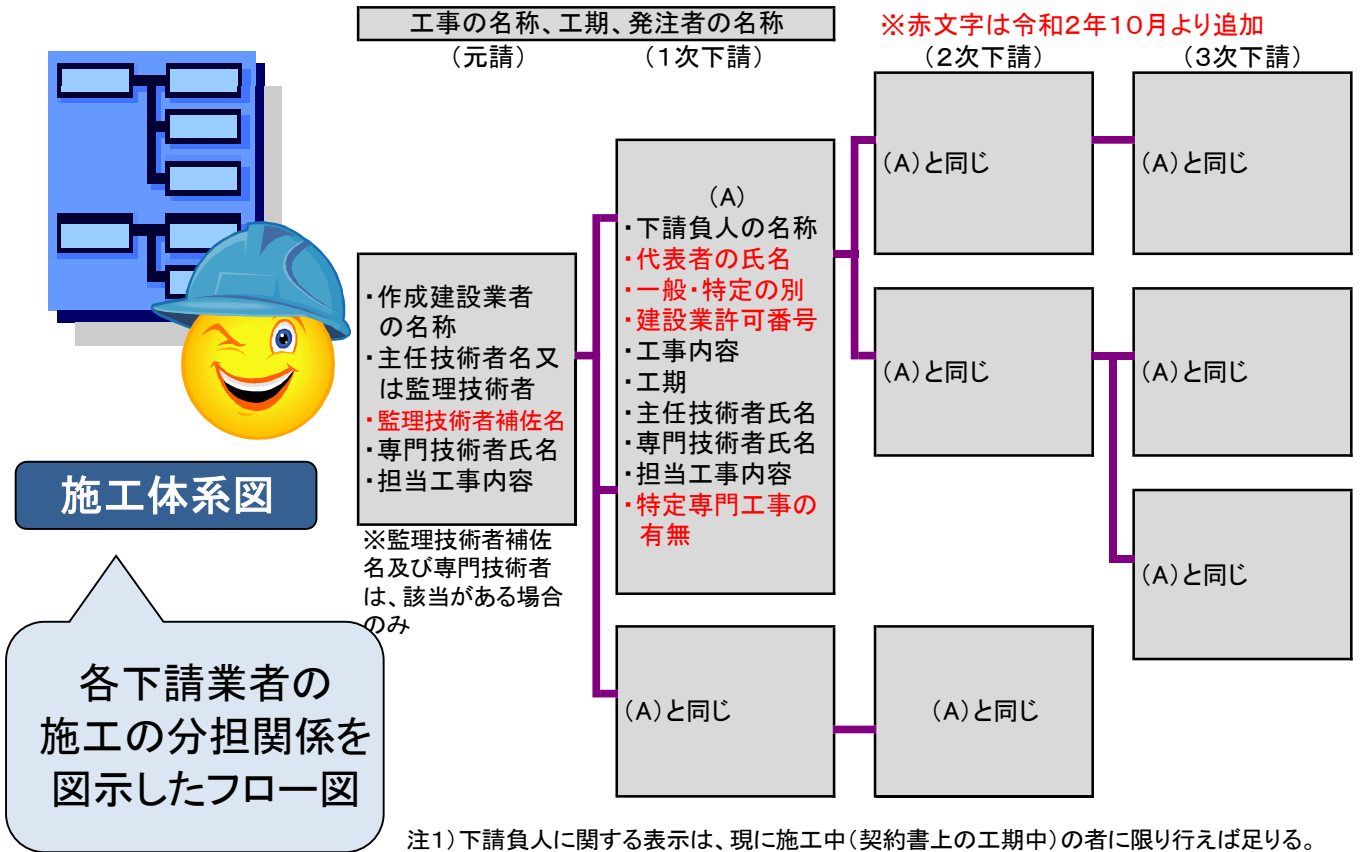 工事の名称、工期、発注者の名称
※赤文字は令和2年10月より追加
(元請)
(1次下請)
(2次下請)
(3次下請)
・作成建設業者
の名称
・主任技術者名又
は監理技術者
・監理技術者補佐名
・専門技術者氏名
・担当工事内容
※監理技術者補佐
名及び専門技術者
は、該当がある場合
のみ
(A)
・下請負人の名称
・代表者の氏名
・一般・特定の別
・建設業許可番号
・工事内容
・工期
・主任技術者氏名
・専門技術者氏名
・担当工事内容
・特定専門工事の
有無
(A)と同じ
(A)と同じ
(A)と同じ
(A)と同じ
(A)と同じ
(A)と同じ
(A)と同じ
施工体系図
各下請業者の
施工の分担関係を
図示したフロー図
注1)下請負人に関する表示は、現に施工中(契約書上の工期中)の者に限り行えば足りる。